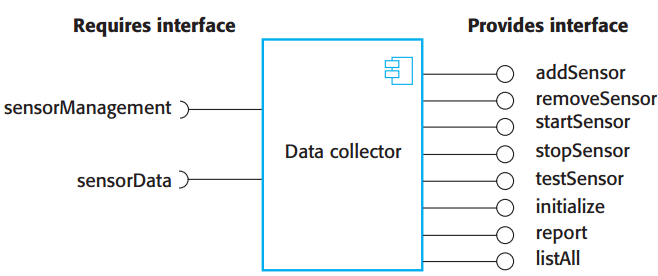 Requires interface
Provides interface
sensorManagement
sensorData
Data collector
addSensor
removeSensor
startSensor
stopSensor
testSensor
initialize
report
listAll